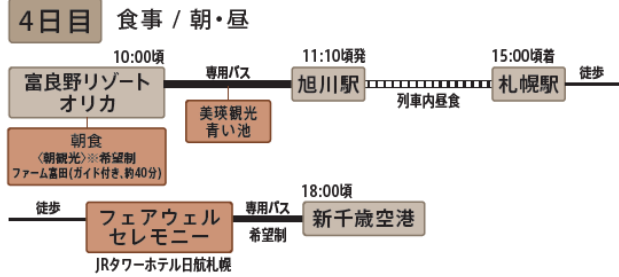 4日目 食事 / 朝・昼
10:00頃
富良野リゾート
オリカ
専用バス
美瑛観光
青い池
11:10頃発
旭川駅
列車内昼食
15:00頃着
札幌駅
徒歩
朝食
〈朝観光〉※希望制
ファーム富田(ガイド付き、約40分)
徒歩
フェアウェル
セレモニー
JRタワーホテル日航札幌
専用バス
希望制
18:00頃
新千歳空港